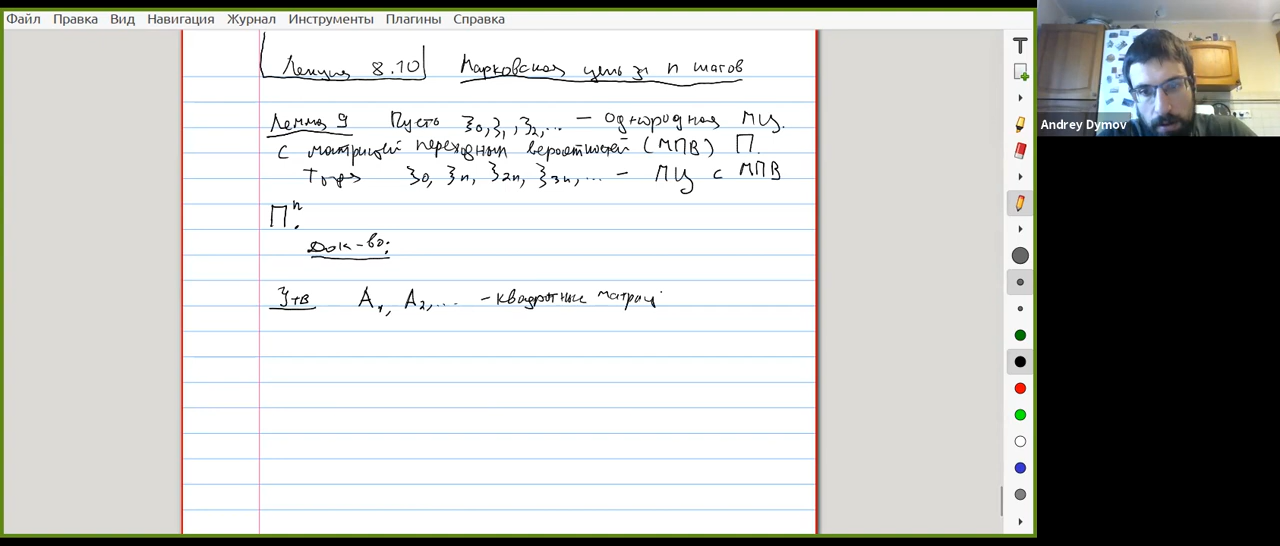 Файл Правка Вид Навигация Журнал Инструменты Плагины Справка
Лекция 8.10 Марковская цепь за n шагов
Лемма 9 Пусть ξ₀, ξ₁, ξ₂, ... – однородная МЦ
с матрицей переходных вероятностей (МПВ) П.
Тогда ξ₀, ξₙ, ξ₂ₙ, ξ₃ₙ, ... – МЦ с МПВ
Пⁿ.
Док-во:
Утв A₁, A₂, ... – квадратные матриц
Andrey Dymov